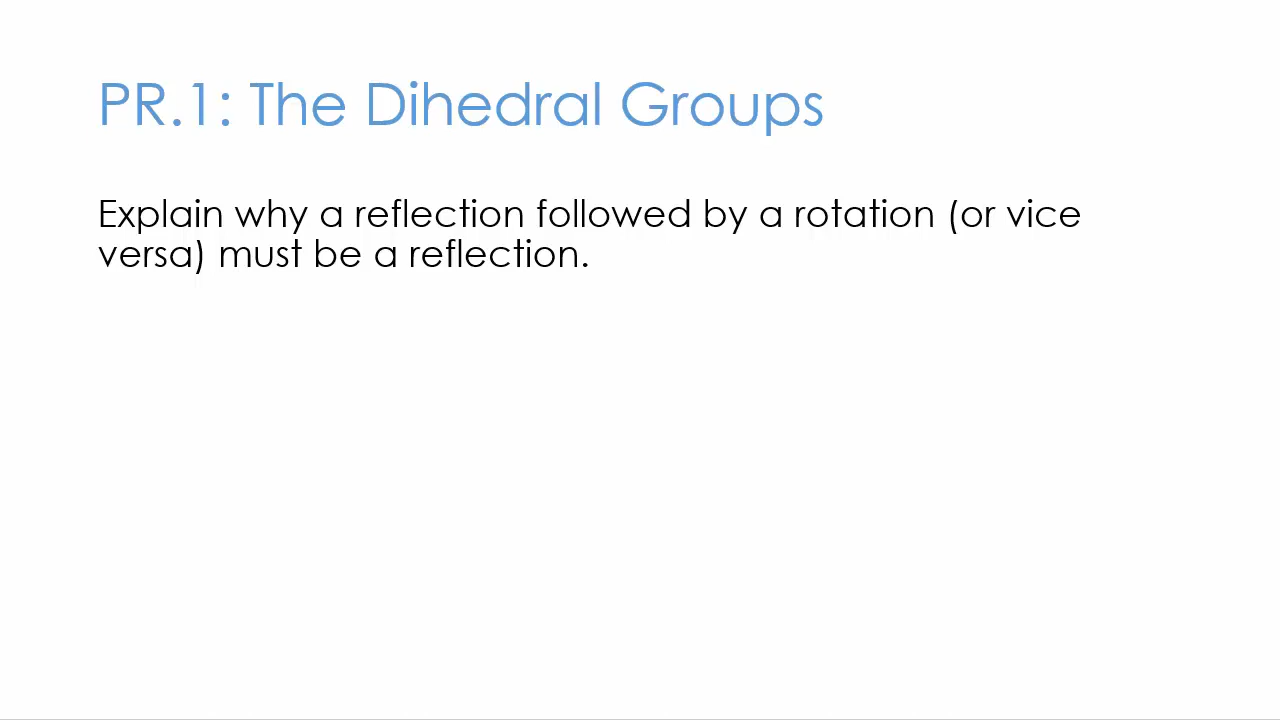 PR.1: The Dihedral Groups
Explain why a reflection followed by a rotation (or vice
versa) must be a reflection.